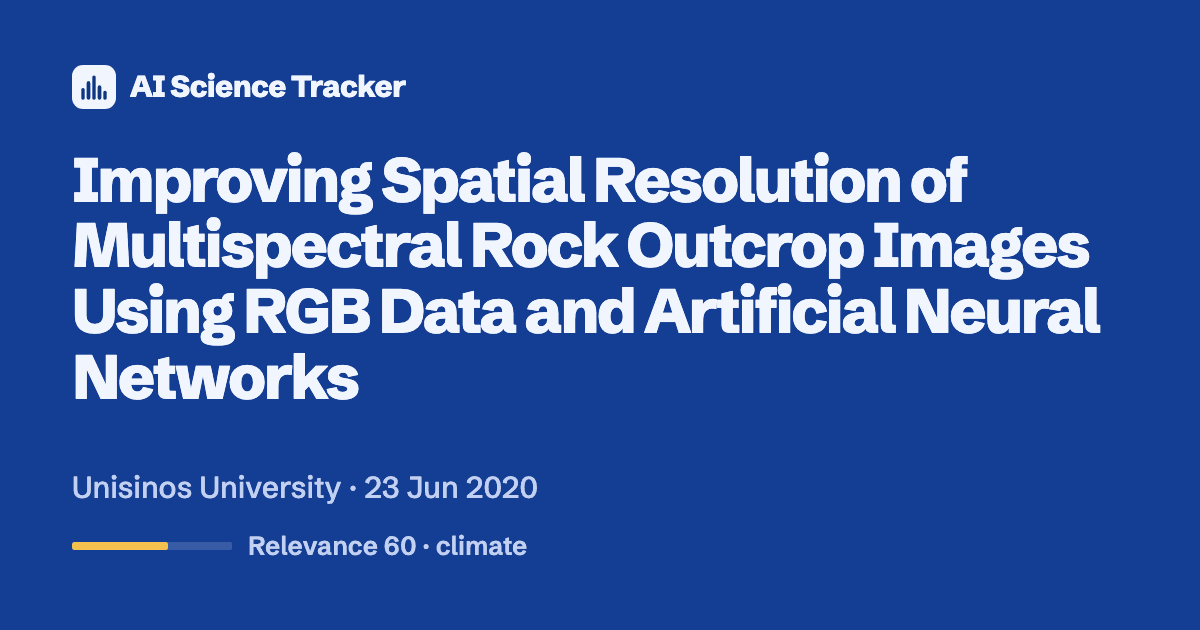 AI Science Tracker
Improving Spatial Resolution of
Multispectral Rock Outcrop Images
Using RGB Data and Artificial Neural
Networks
Unisinos University · 23 Jun 2020
Relevance 60 · climate